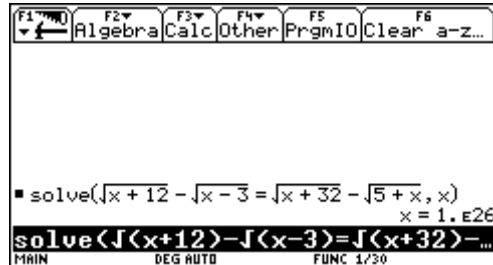 F1 F2 Algebra F3 Calc F4 Other F5 PrgmIO F6 Clear a-z…
▪ solve(√x + 12 - √x - 3 = √x + 32 - √5 + x, x)
x = 1.ᴇ26
solve(√(x+12)-√(x-3)=√(x+32)-…
MAIN DEG AUTO FUNC 1/30